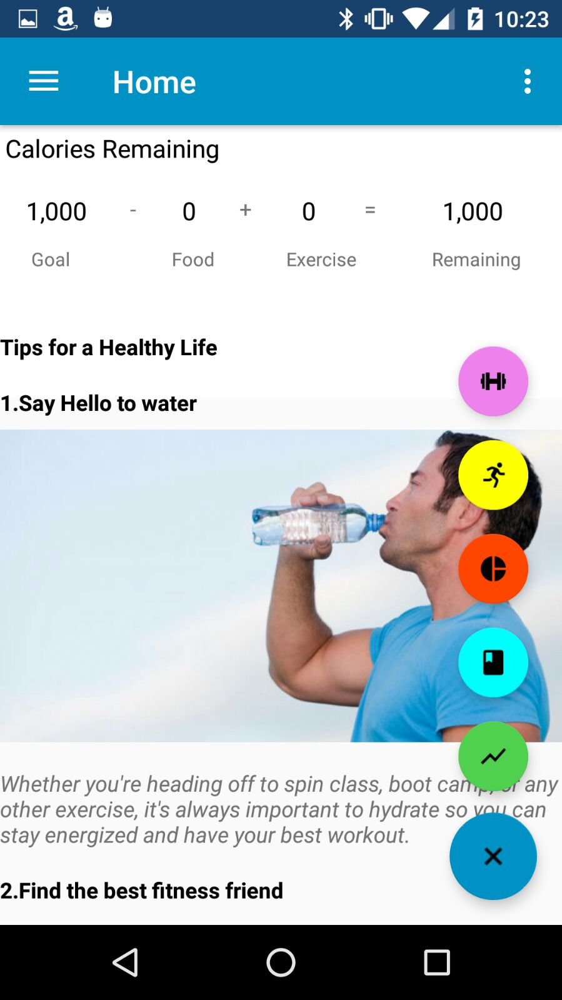 10:23
Home
Calories Remaining
1,000 - 0 + 0 = 1,000
Goal Food Exercise Remaining
Tips for a Healthy Life
1.Say Hello to water
Whether you're heading off to spin class, boot camp, or any
other exercise, it's always important to hydrate so you can
stay energized and have your best workout.
2.Find the best fitness friend